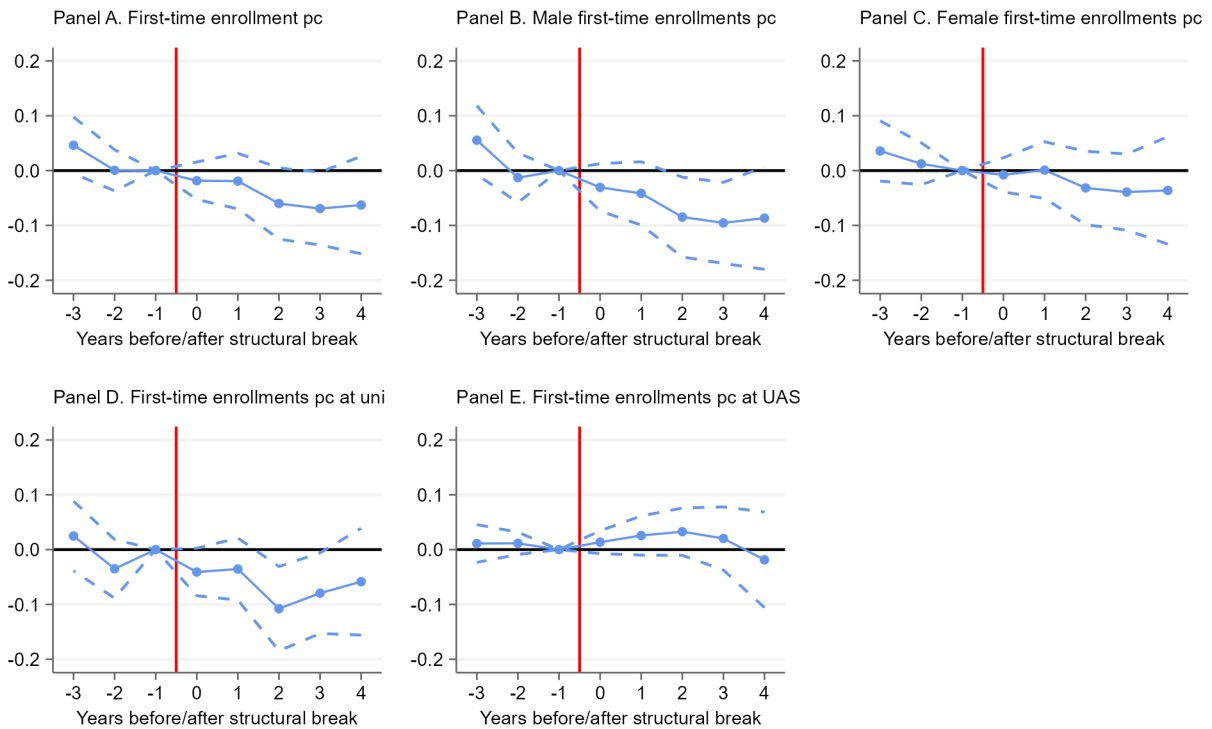 Panel A. First-time enrollment pc
0.2
0.1
0.0
-0.1
-0.2
-3 -2 -1 0 1 2 3 4
Years before/after structural break
Panel B. Male first-time enrollments pc
0.2
0.1
0.0
-0.1
-0.2
-3 -2 -1 0 1 2 3 4
Years before/after structural break
Panel C. Female first-time enrollments pc
0.2
0.1
0.0
-0.1
-0.2
-3 -2 -1 0 1 2 3 4
Years before/after structural break
Panel D. First-time enrollments pc at uni
0.2
0.1
0.0
-0.1
-0.2
-3 -2 -1 0 1 2 3 4
Years before/after structural break
Panel E. First-time enrollments pc at UAS
0.2
0.1
0.0
-0.1
-0.2
-3 -2 -1 0 1 2 3 4
Years before/after structural break